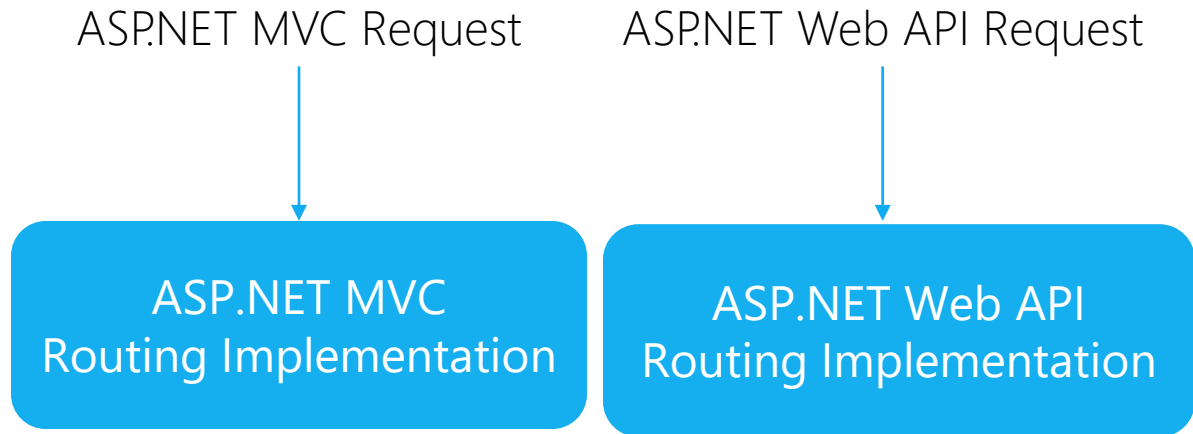 ASP.NET MVC Request
ASP.NET Web API Request
ASP.NET MVC
Routing Implementation
ASP.NET Web API
Routing Implementation